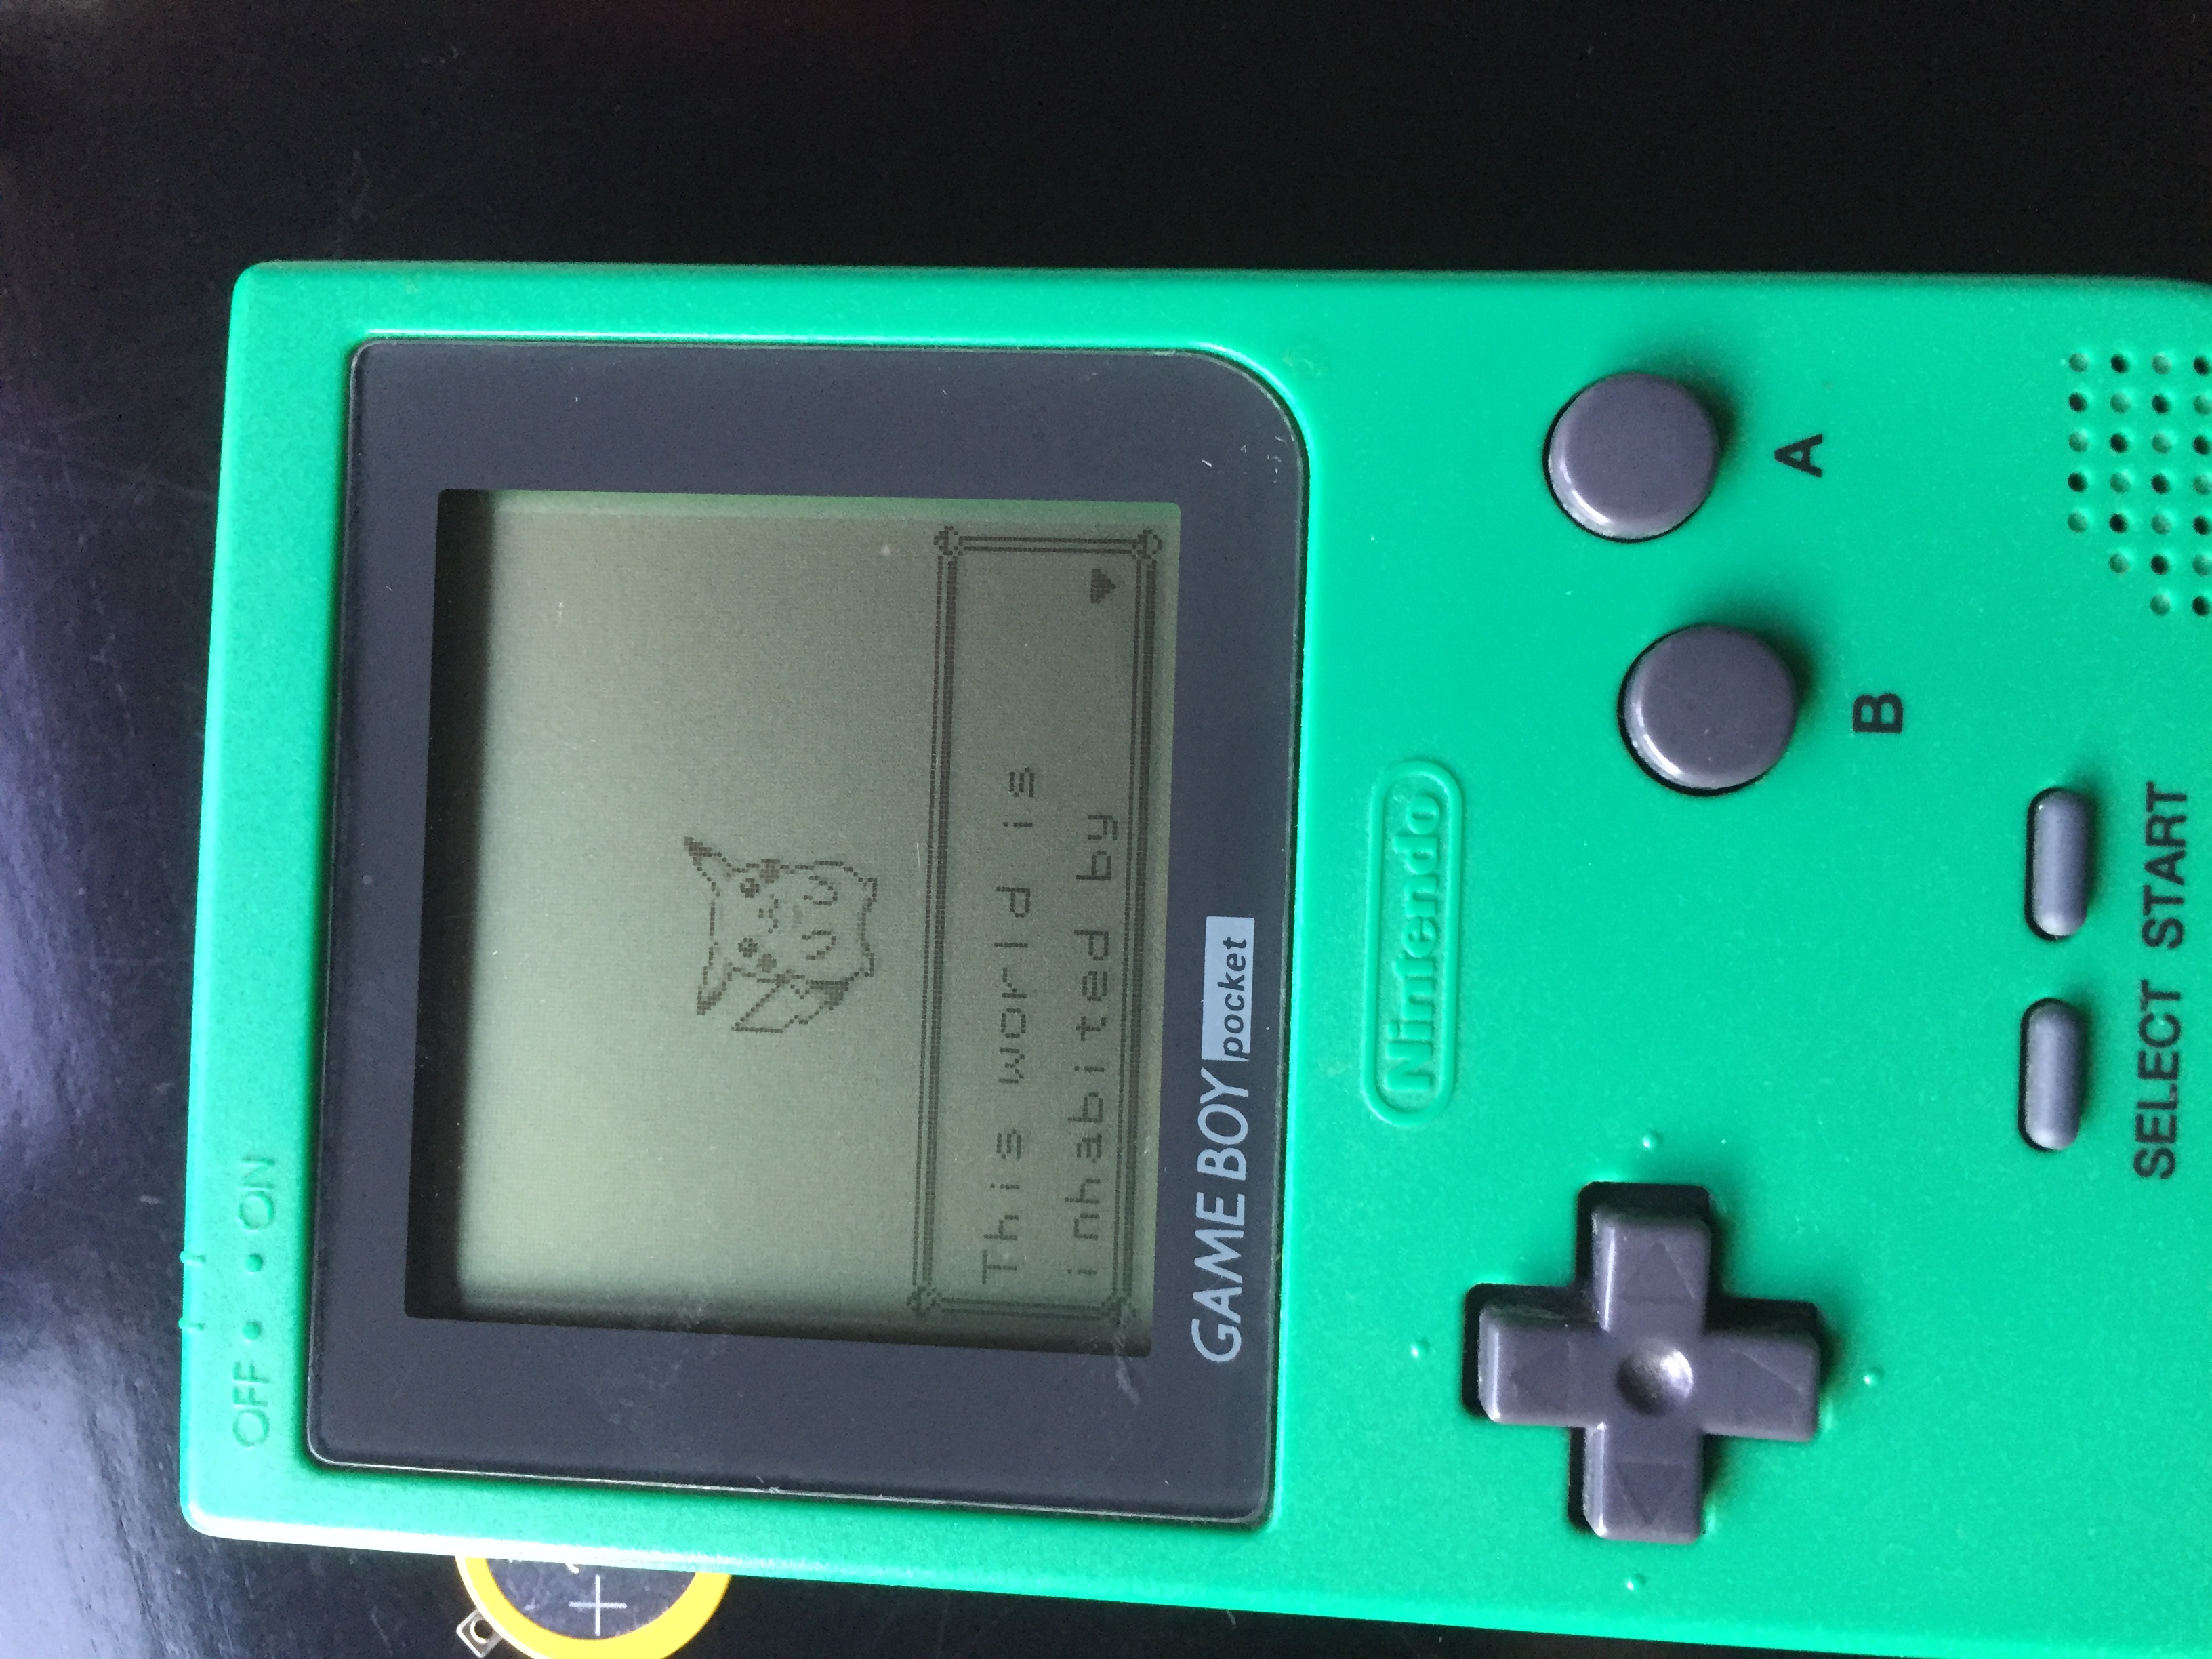 OFF • • ON
This world is
inhabited by
GAME BOY pocket
Nintendo
A
B
SELECT START